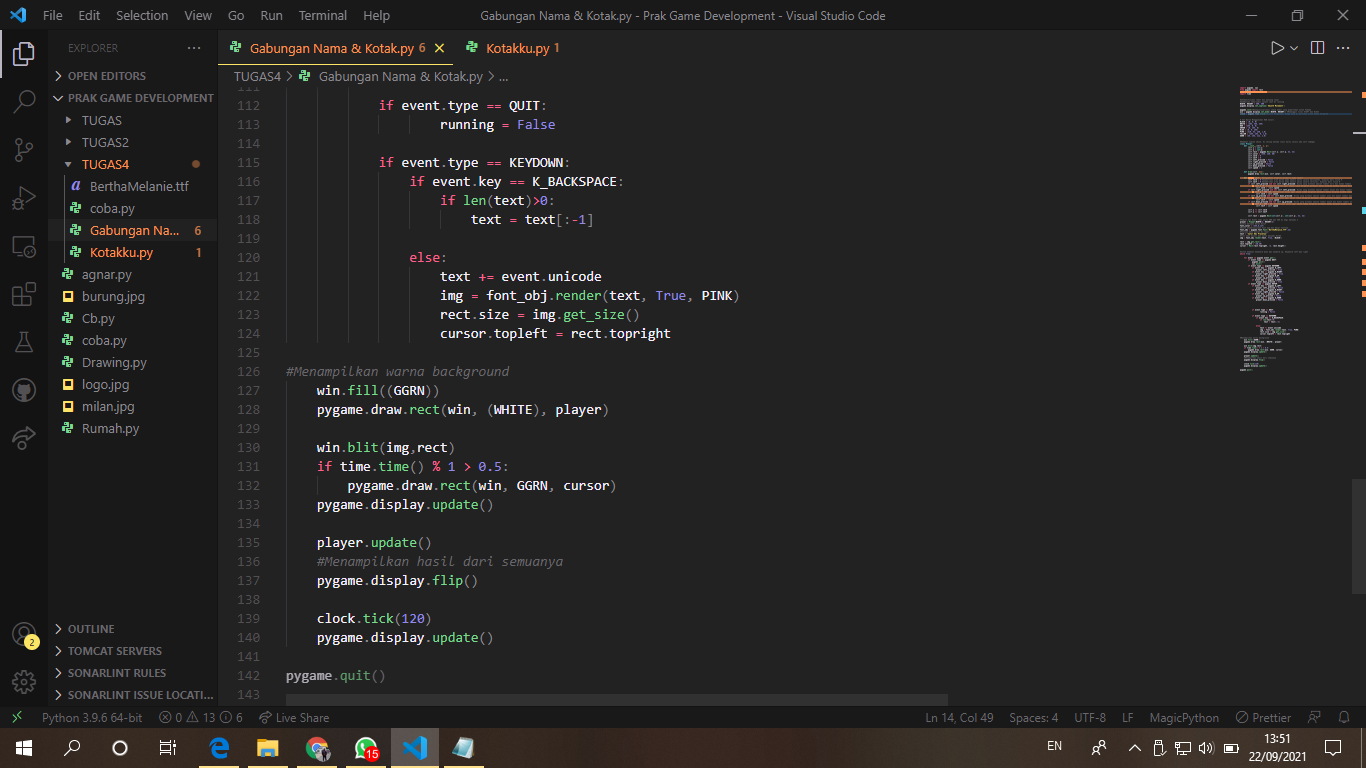 File Edit Selection View Go Run Terminal Help Gabungan Nama & Kotak.py - Prak Game Development - Visual Studio Code
EXPLORER
OPEN EDITORS
PRAK GAME DEVELOPMENT
TUGAS
TUGAS2
TUGAS4
BerthaMelanie.ttf
coba.py
Gabungan Na... 6
Kotakku.py 1
agnar.py
burung.jpg
Cb.py
coba.py
Drawing.py
logo.jpg
milan.jpg
Rumah.py
OUTLINE
TOMCAT SERVERS
SONARLINT RULES
SONARLINT ISSUE LOCATI...
2
Gabungan Nama & Kotak.py 6 Kotakku.py 1
TUGAS4 > Gabungan Nama & Kotak.py > ...
111
112 if event.type == QUIT:
113 running = False
114
115 if event.type == KEYDOWN:
116 if event.key == K_BACKSPACE:
117 if len(text)>0:
118 text = text[:-1]
119
120 else:
121 text += event.unicode
122 img = font_obj.render(text, True, PINK)
123 rect.size = img.get_size()
124 cursor.topleft = rect.topright
125
126 #Menampilkan warna background
127 win.fill((GGRN))
128 pygame.draw.rect(win, (WHITE), player)
129
130 win.blit(img,rect)
131 if time.time() % 1 > 0.5:
132 pygame.draw.rect(win, GGRN, cursor)
133 pygame.display.update()
134
135 player.update()
136 #Menampilkan hasil dari semuanya
137 pygame.display.flip()
138
139 clock.tick(120)
140 pygame.display.update()
141
142 pygame.quit()
143
Python 3.9.6 64-bit 0 13 6 Live Share Ln 14, Col 49 Spaces: 4 UTF-8 LF MagicPython Prettier
15 EN 13:51
22/09/2021